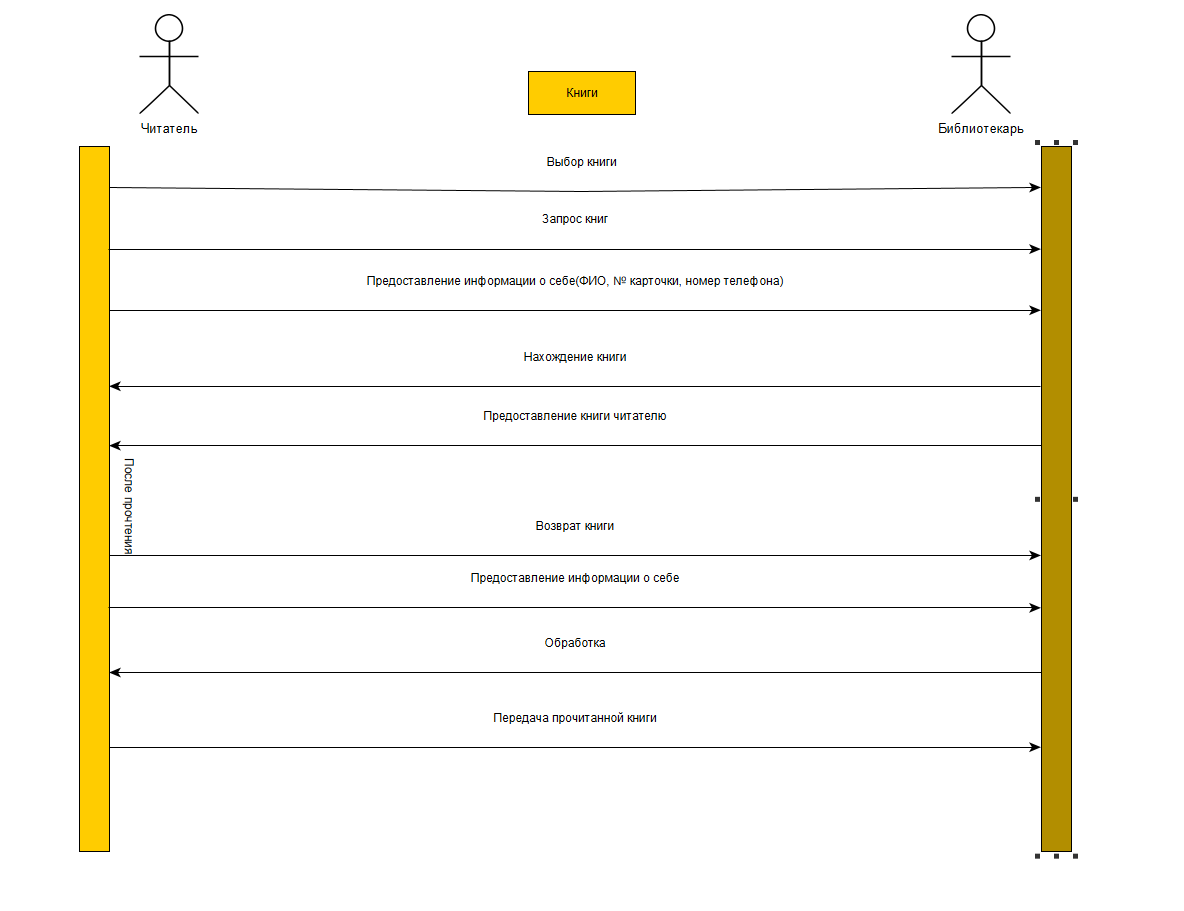 Читатель
Книги
Библиотекарь
Выбор книги
Запрос книг
Предоставление информации о себе(ФИО, № карточки, номер телефона)
Нахождение книги
Предоставление книги читателю
После прочтения
Возврат книги
Предоставление информации о себе
Обработка
Передача прочитанной книги